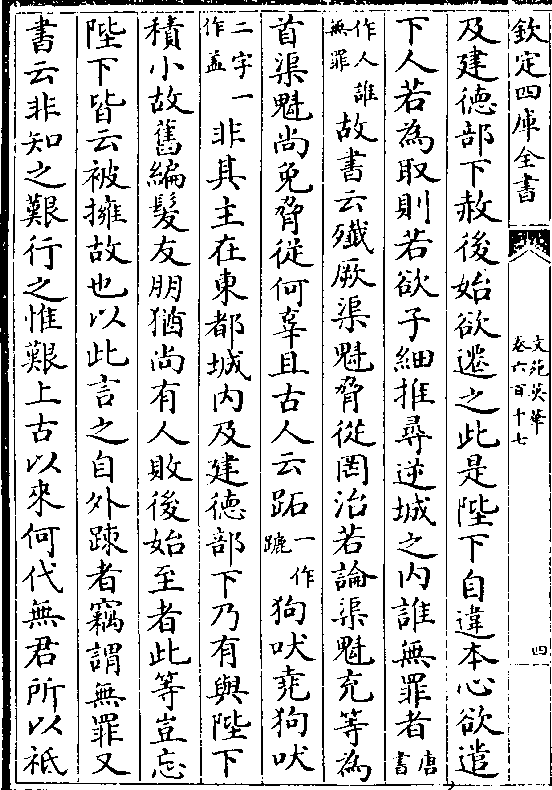 欽定四庫全書
文苑英華
卷六百十七
四
及建德部下赦後始欲遷之此是陛下自違本心欲遣
下人若為取則若欲子細推尋逆城之内誰無罪者唐書
作人誰無罪故書云殲厥渠魁脅從罔治若論渠魁充等為
首渠魁尚免脅從何辜且古人云跖一作蹠狗吠堯狗吠
二字一作蓋非其主在東都城内及建德部下乃有與陛下
積小故舊編髮友朋猶尚有人敗後始至者此等豈忘
陛下皆云被擁故也以此言之自外踈者竊謂無罪又
書云非知之艱行之惟艱上古以來何代無君所以祗